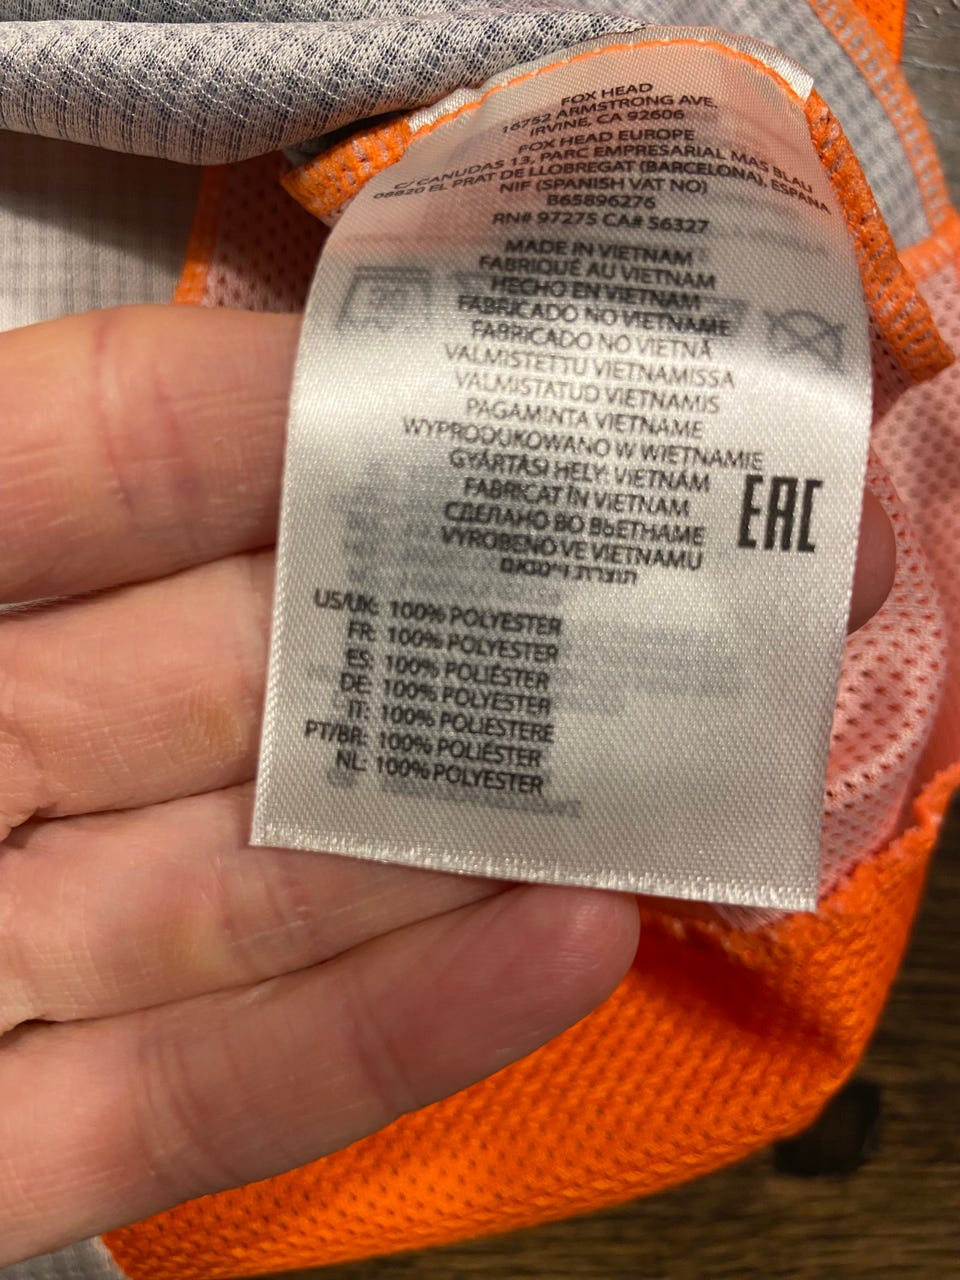 FOX HEAD
16752 ARMSTRONG AVE.
IRVINE, CA 92606
FOX HEAD EUROPE
C/ CANUDAS 13, PARC EMPRESARIAL MAS BLAU
08820 EL PRAT DE LLOBREGAT (BARCELONA), ESPANA
NIF (SPANISH VAT NO)
B65896276
RN# 97275 CA# 56327
MADE IN VIETNAM
FABRIQUÉ AU VIETNAM
HECHO EN VIETNAM
FABRICADO NO VIETNAME
FABRICADO NO VIETNÃ
VALMISTETTU VIETNAMISSA
VALMISTATUD VIETNAMIS
PAGAMINTA VIETNAME
WYPRODUKOWANO W WIETNAMIE
GYÁRTÁSI HELY: VIETNÁM
FABRICAT ÎN VIETNAM
СДЕЛАНО ВО ВЬЕТНАМЕ
VYROBENO VE VIETNAMU
תוצרת וייטנאם
EAC
US/UK: 100% POLYESTER
FR: 100% POLYESTER
ES: 100% POLIÉSTER
DE: 100% POLYESTER
IT: 100% POLIESTERE
PT/BR: 100% POLIÉSTER
NL: 100% POLYESTER